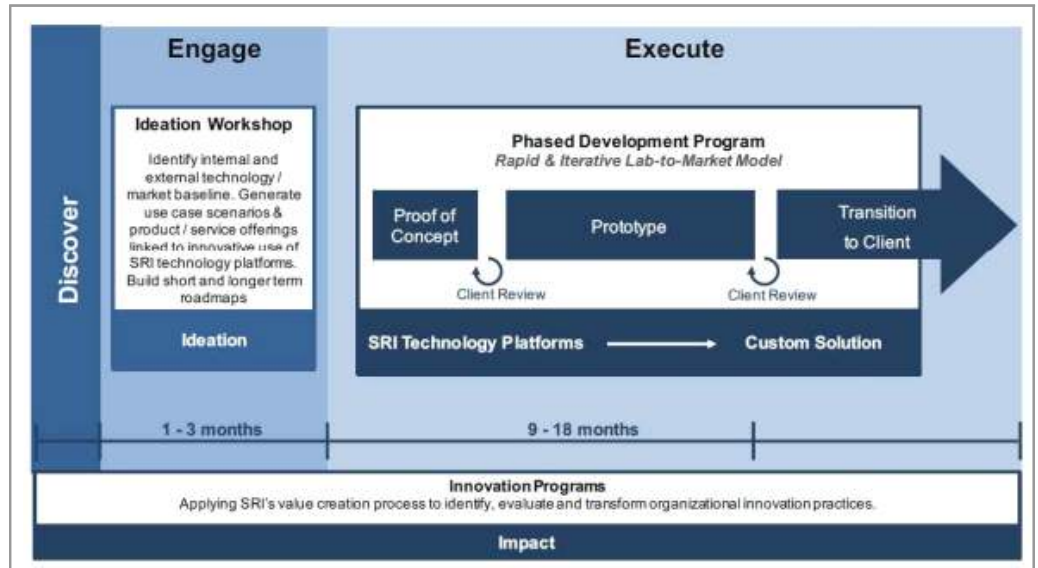 Discover
Engage
Ideation Workshop
Identify internal and
external technology /
market baseline. Generate
use case scenarios &
product / service offerings
linked to innovative use of
SRI technology platforms.
Build short and longer term
roadmaps
Ideation
Execute
Phased Development Program
Rapid & Iterative Lab-to-Market Model
Proof of
Concept
Prototype
Transition
to Client
Client Review
Client Review
SRI Technology Platforms
Custom Solution
1 - 3 months
9 - 18 months
Innovation Programs
Applying SRI's value creation process to identify, evaluate and transform organizational innovation practices.
Impact